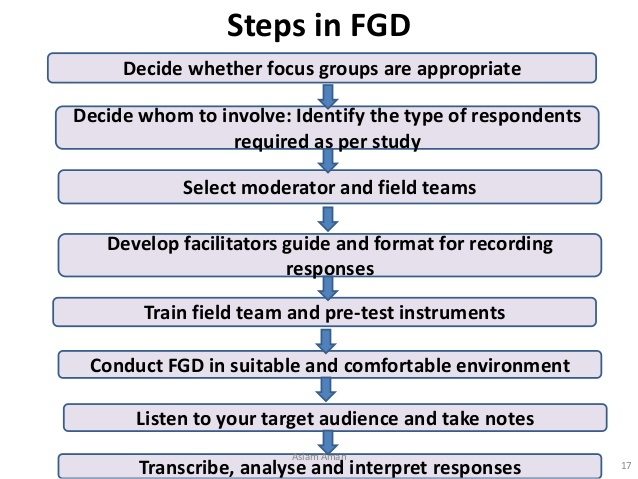 Steps in FGD
Decide whether focus groups are appropriate
Decide whom to involve: Identify the type of respondents
required as per study
Select moderator and field teams
Develop facilitators guide and format for recording
responses
Train field team and pre-test instruments
Conduct FGD in suitable and comfortable environment
Listen to your target audience and take notes
Aslam Aman
Transcribe, analyse and interpret responses
17